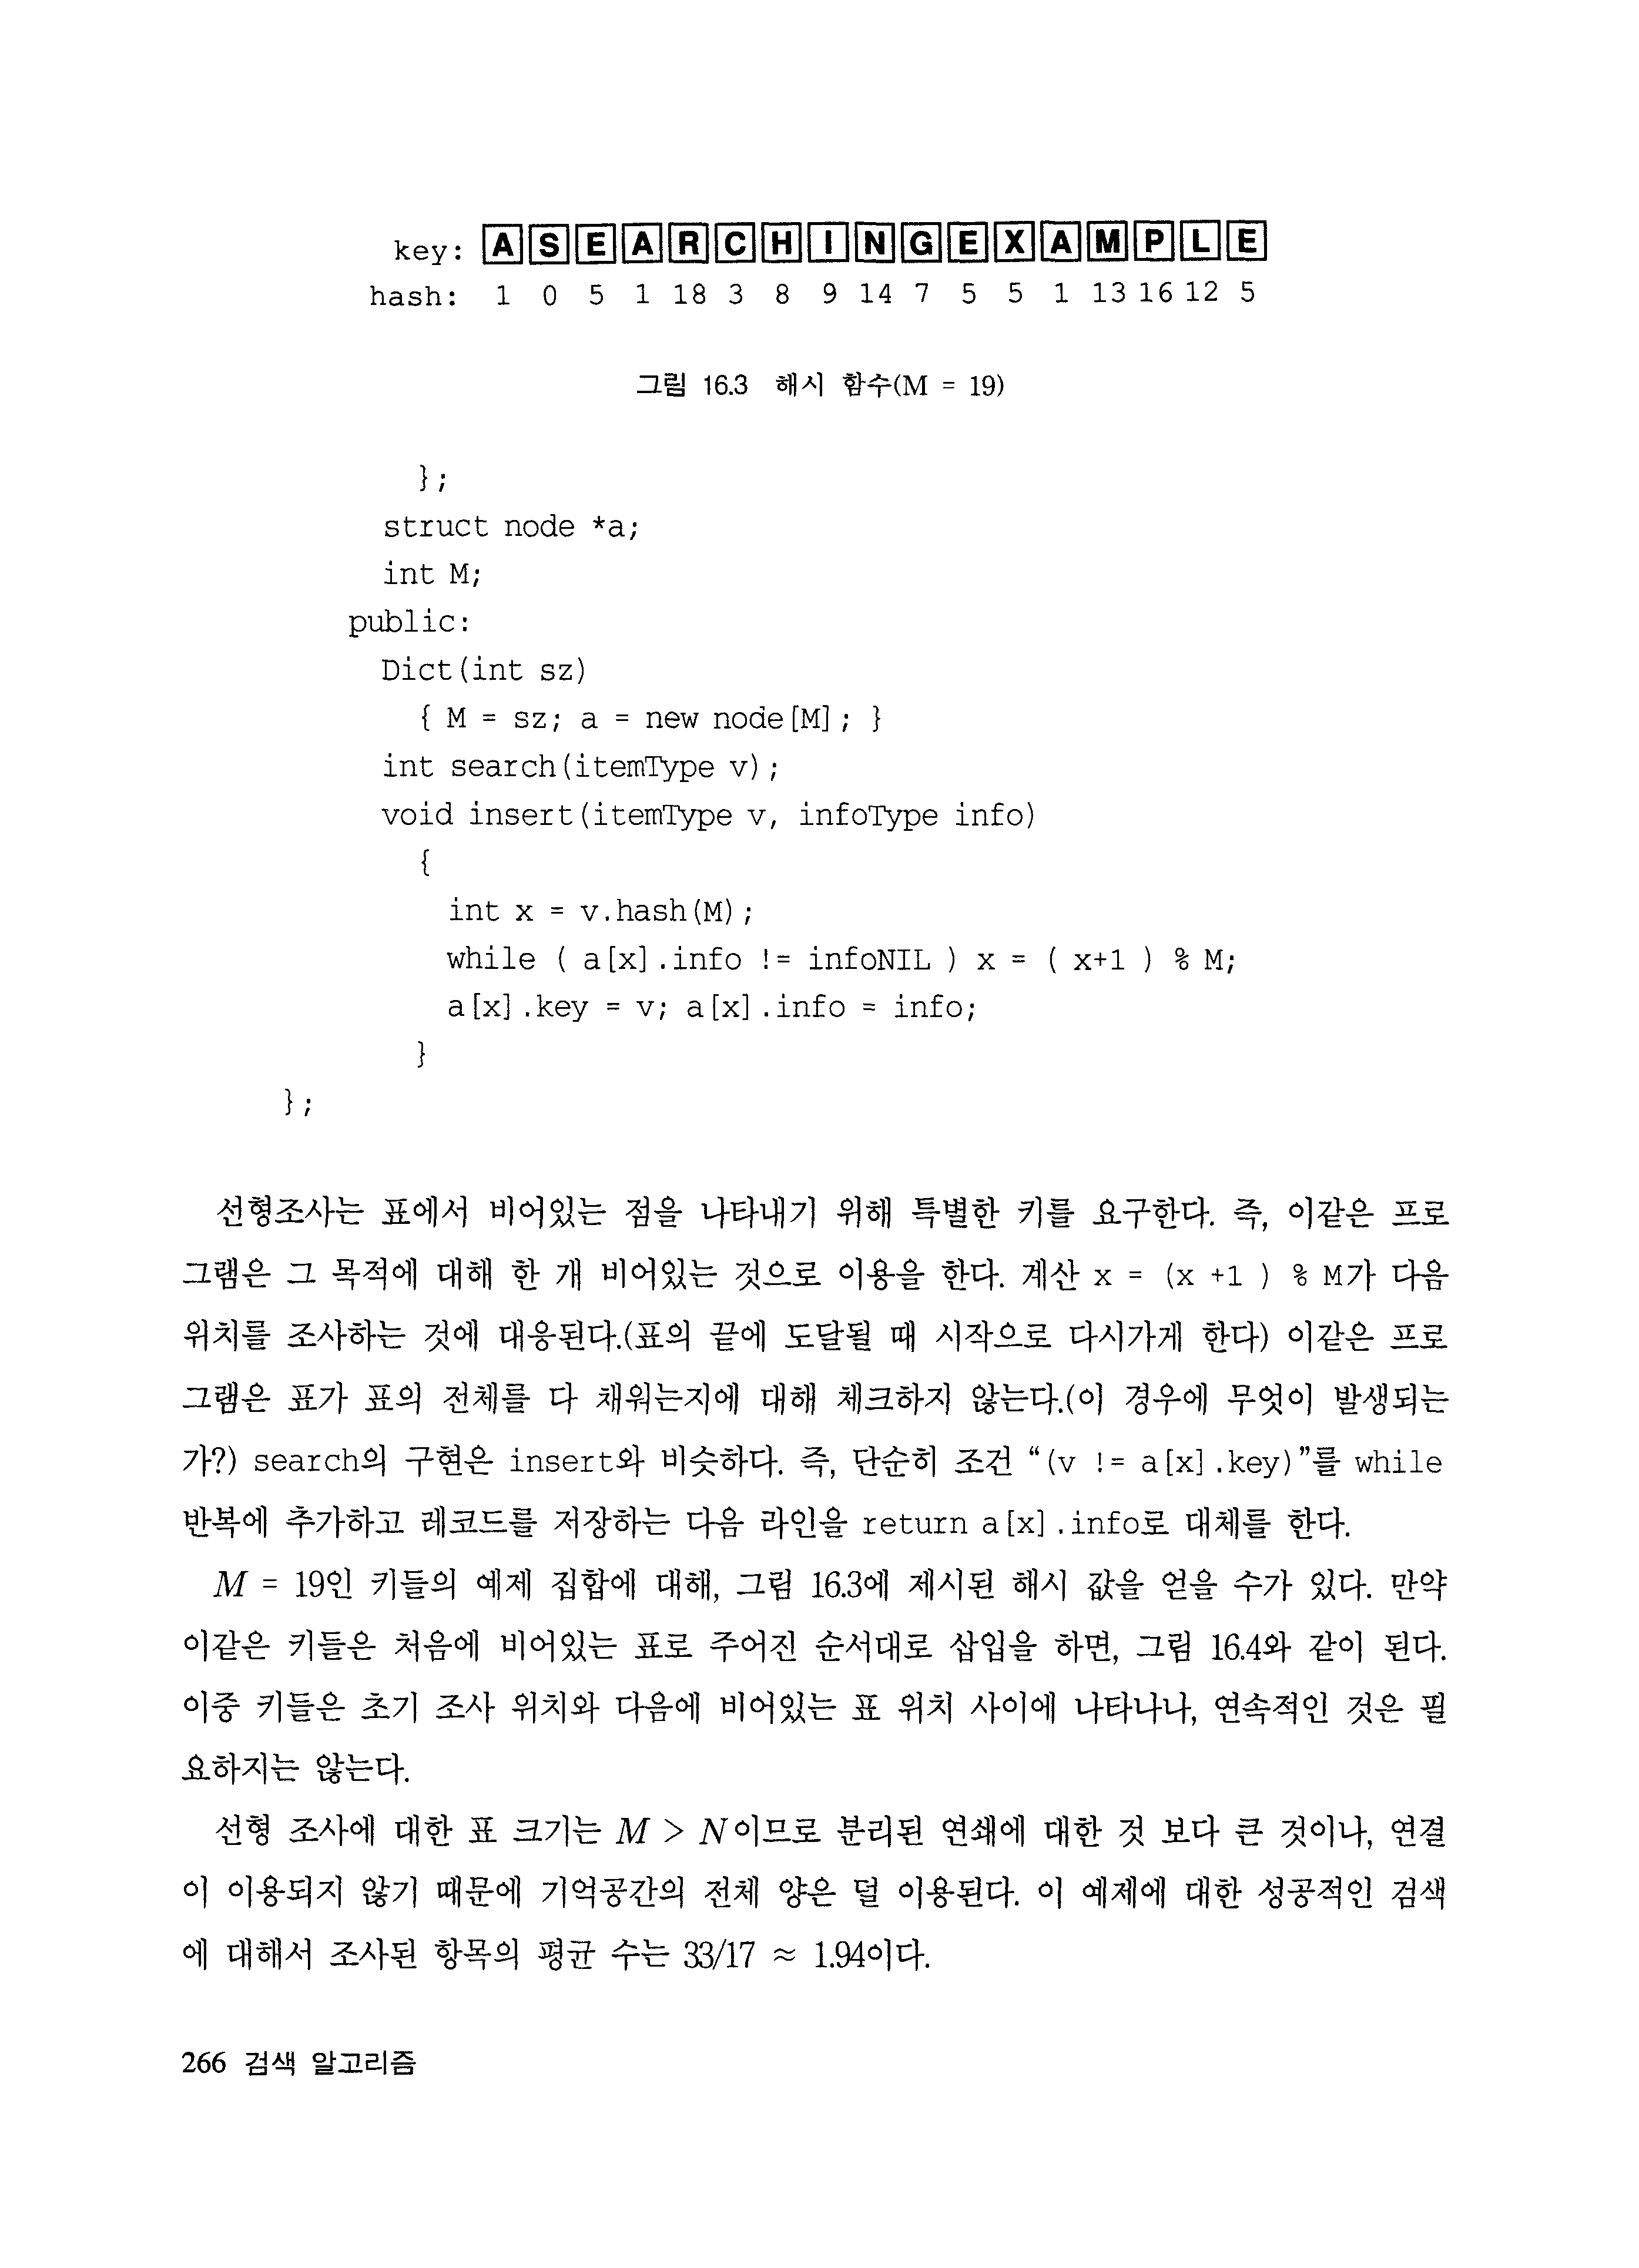 key: A S E A R C H I N G E X A M P L E
hash: 1 0 5 1 18 3 8 9 14 7 5 5 1 13 16 12 5
그림 16.3 해시 함수(M = 19)
};
struct node *a;
int M;
public:
Dict(int sz)
{ M = sz; a = new node[M]; }
int search(itemType v);
void insert(itemType v, infoType info)
{
int x = v.hash(M);
while ( a[x].info != infoNIL ) x = ( x+1 ) % M;
a[x].key = v; a[x].info = info;
}
};
선형조사는 표에서 비어있는 점을 나타내기 위해 특별한 키를 요구한다. 즉, 이같은 프로
그램은 그 목적에 대해 한 개 비어있는 것으로 이용을 한다. 계산 x = (x +1 ) % M가 다음
위치를 조사하는 것에 대응된다.(표의 끝에 도달될 때 시작으로 다시가게 한다) 이같은 프로
그램은 표가 표의 전체를 다 채워는지에 대해 체크하지 않는다.(이 경우에 무엇이 발생되는
가?) search의 구현은 insert와 비슷하다. 즉, 단순히 조건 “(v != a[x].key)”를 while
반복에 추가하고 레코드를 저장하는 다음 라인을 return a[x].info로 대체를 한다.
M = 19인 키들의 예제 집합에 대해, 그림 16.3에 제시된 해시 값을 얻을 수가 있다. 만약
이같은 키들은 처음에 비어있는 표로 주어진 순서대로 삽입을 하면, 그림 16.4와 같이 된다.
이중 키들은 초기 조사 위치와 다음에 비어있는 표 위치 사이에 나타나나, 연속적인 것은 필
요하지는 않는다.
선형 조사에 대한 표 크기는 M > N이므로 분리된 연쇄에 대한 것 보다 큰 것이나, 연결
이 이용되지 않기 때문에 기억공간의 전체 양은 덜 이용된다. 이 예제에 대한 성공적인 검색
에 대해서 조사된 항목의 평균 수는 33/17 ≈ 1.94이다.
266 검색 알고리즘